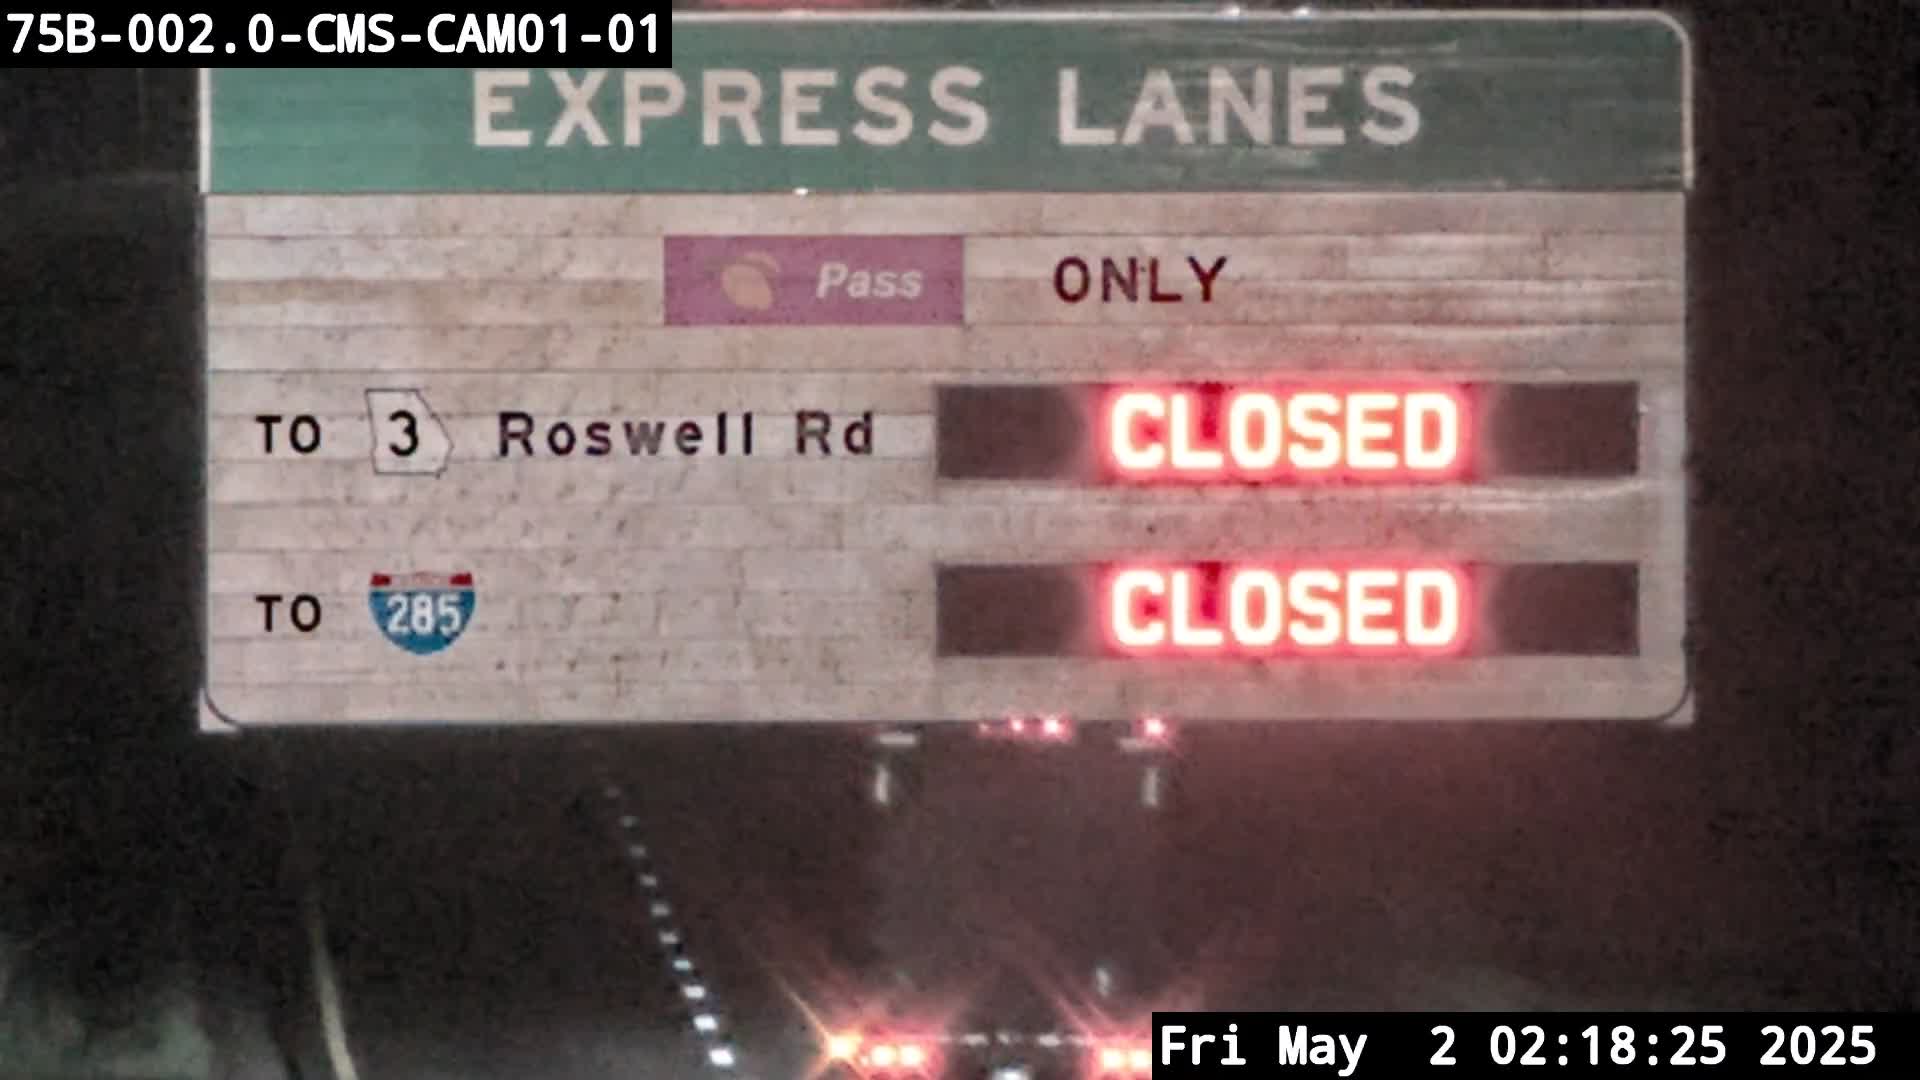 75B-002.0-CMS-CAM01-01
EXPRESS LANES
Pass ONLY
TO 3 Roswell Rd CLOSED
TO 285 CLOSED
Fri May 2 02:18:25 2025